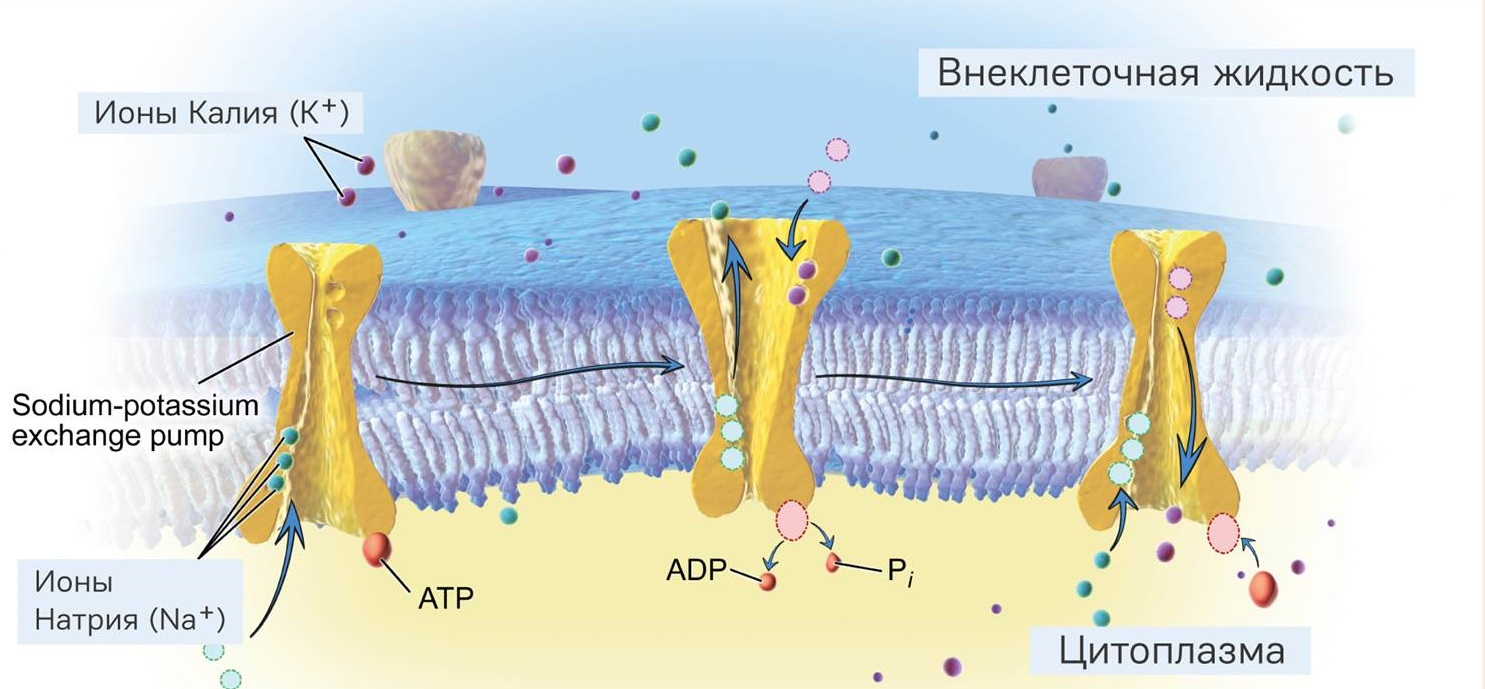 Внеклеточная жидкость
Ионы Калия (K⁺)
Sodium-potassium
exchange pump
Ионы
Натрия (Na⁺)
ATP
ADP
Pᵢ
Цитоплазма